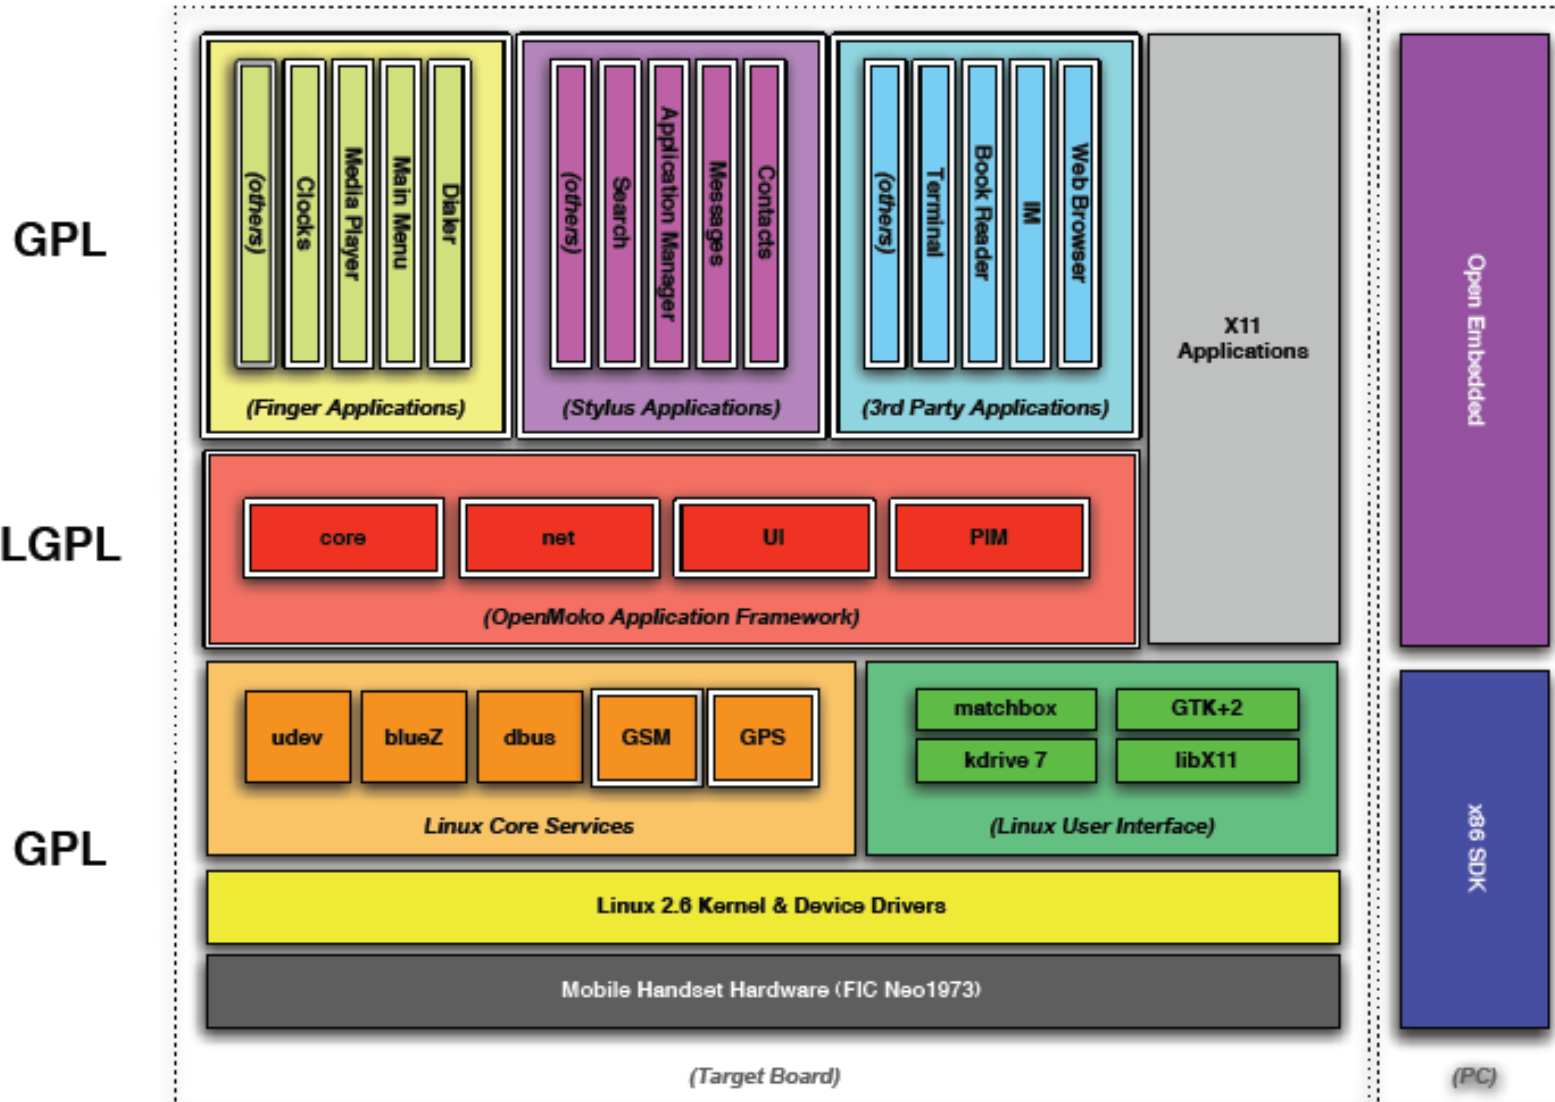 GPL
(others)
Clocks
Media Player
Main Menu
Dialer
(Finger Applications)
(others)
Search
Application Manager
Messages
Contacts
(Stylus Applications)
(others)
Terminal
Book Reader
IM
Web Browser
(3rd Party Applications)
X11
Applications
Open Embedded
LGPL
core
net
UI
PIM
(OpenMoko Application Framework)
GPL
udev
blueZ
dbus
GSM
GPS
Linux Core Services
matchbox
GTK+2
kdrive 7
libX11
(Linux User Interface)
x86 SDK
Linux 2.6 Kernel & Device Drivers
Mobile Handset Hardware (FIC Neo1973)
(Target Board)
(PC)